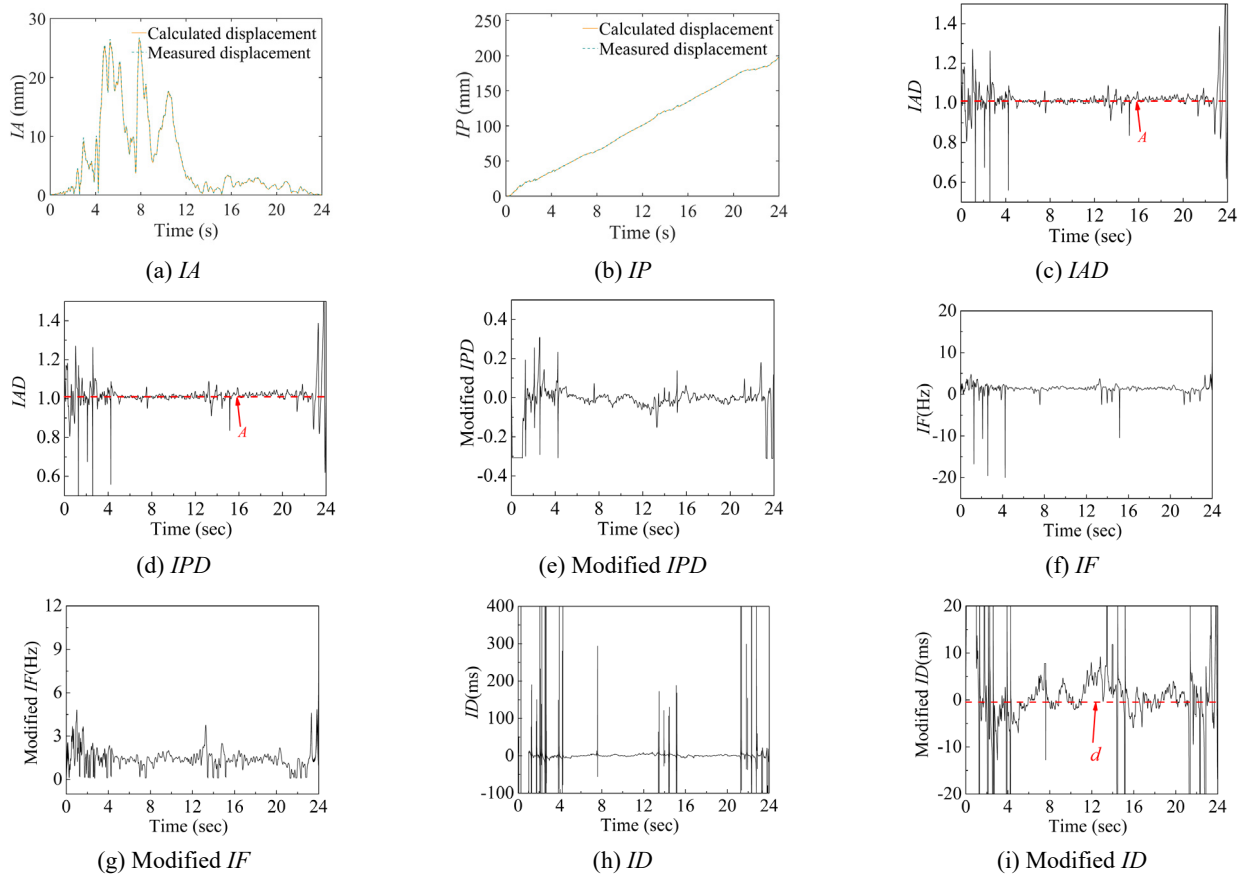 30
20
10
0
IA (mm)
Calculated displacement
Measured displacement
0 4 8 12 16 20 24
Time (s)
(a) IA
250
200
150
100
50
0
IP (mm)
Calculated displacement
Measured displacement
0 4 8 12 16 20 24
Time (s)
(b) IP
1.4
1.2
1.0
0.8
0.6
IAD
A
0 4 8 12 16 20 24
Time (sec)
(c) IAD
1.4
1.2
1.0
0.8
0.6
IAD
A
0 4 8 12 16 20 24
Time (sec)
(d) IPD
0.4
0.2
0.0
-0.2
-0.4
Modified IPD
0 4 8 12 16 20 24
Time (sec)
(e) Modified IPD
20
10
0
-10
-20
IF(Hz)
0 4 8 12 16 20 24
Time (sec)
(f) IF
12
9
6
3
0
Modified IF(Hz)
0 4 8 12 16 20 24
Time (sec)
(g) Modified IF
400
300
200
100
0
-100
ID(ms)
0 4 8 12 16 20 24
Time (sec)
(h) ID
20
10
0
-10
-20
Modified ID(ms)
d
0 4 8 12 16 20 24
Time (sec)
(i) Modified ID